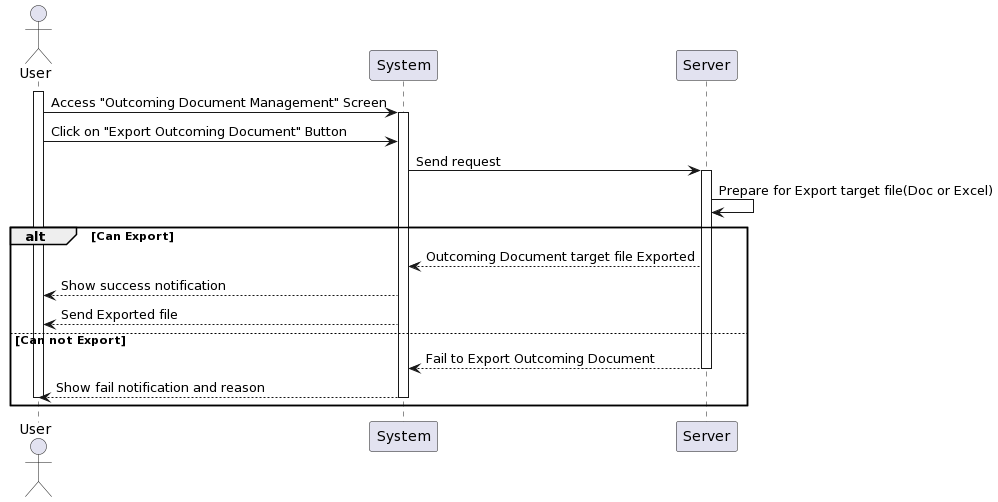 User
System
Server
Access "Outcoming Document Management" Screen
Click on "Export Outcoming Document" Button
Send request
Prepare for Export target file(Doc or Excel)
alt [Can Export]
Outcoming Document target file Exported
Show success notification
Send Exported file
[Can not Export]
Fail to Export Outcoming Document
Show fail notification and reason
User
System
Server